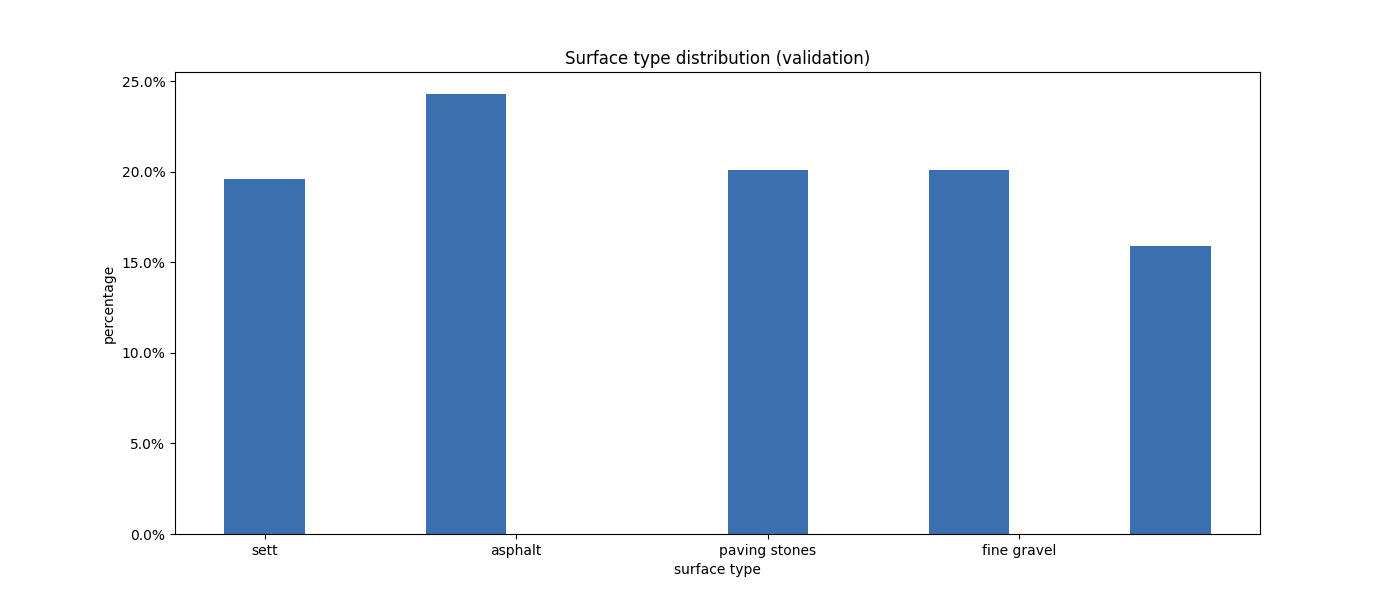 Surface type distribution (validation)
25.0%
20.0%
15.0%
10.0%
5.0%
0.0%
percentage
sett asphalt paving stones fine gravel
surface type